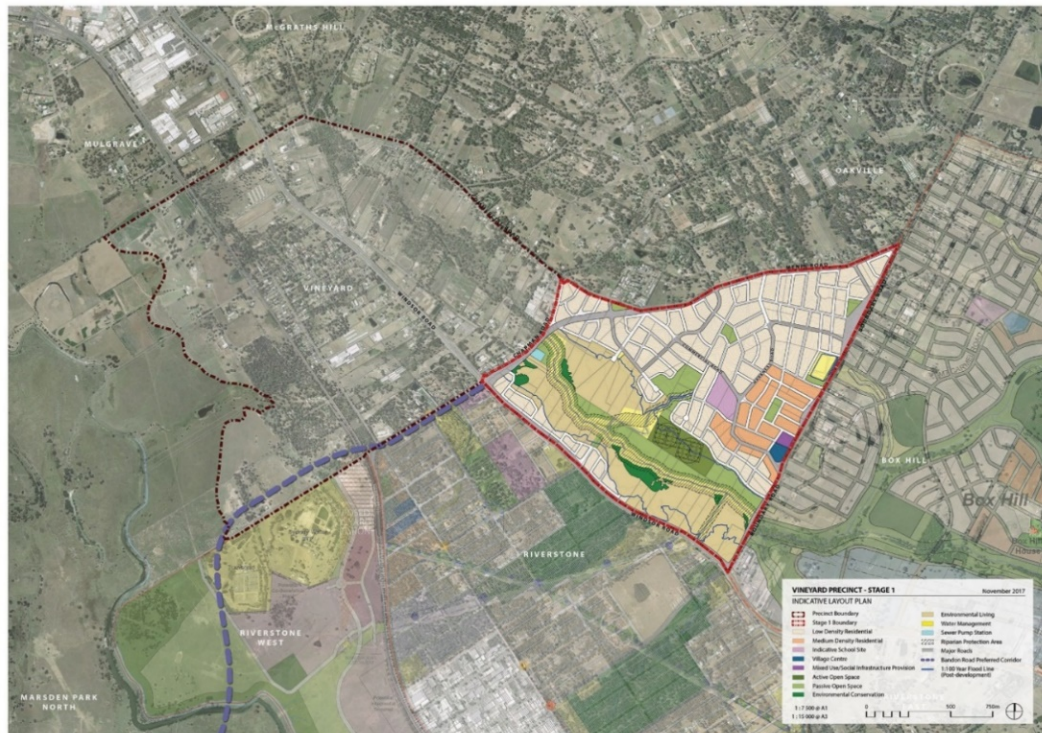 McGRATHS HILL
MULGRAVE
OAKVILLE
VINEYARD
BOX HILL
Box Hill
RIVERSTONE
RIVERSTONE
WEST
MARSDEN PARK
NORTH
VINEYARD PRECINCT - STAGE 1
November 2017
INDICATIVE LAYOUT PLAN
Precinct Boundary
Stage 1 Boundary
Low Density Residential
Medium Density Residential
Indicative School Site
Village Centre
Mixed Use/Social Infrastructure Provision
Active Open Space
Passive Open Space
Environmental Conservation
Environmental Living
Water Management
Sewer Pump Station
Riparian Protection Area
Major Roads
Bandon Road Preferred Corridor
1:100 Year Flood Line
(Post-development)
0
500
750m